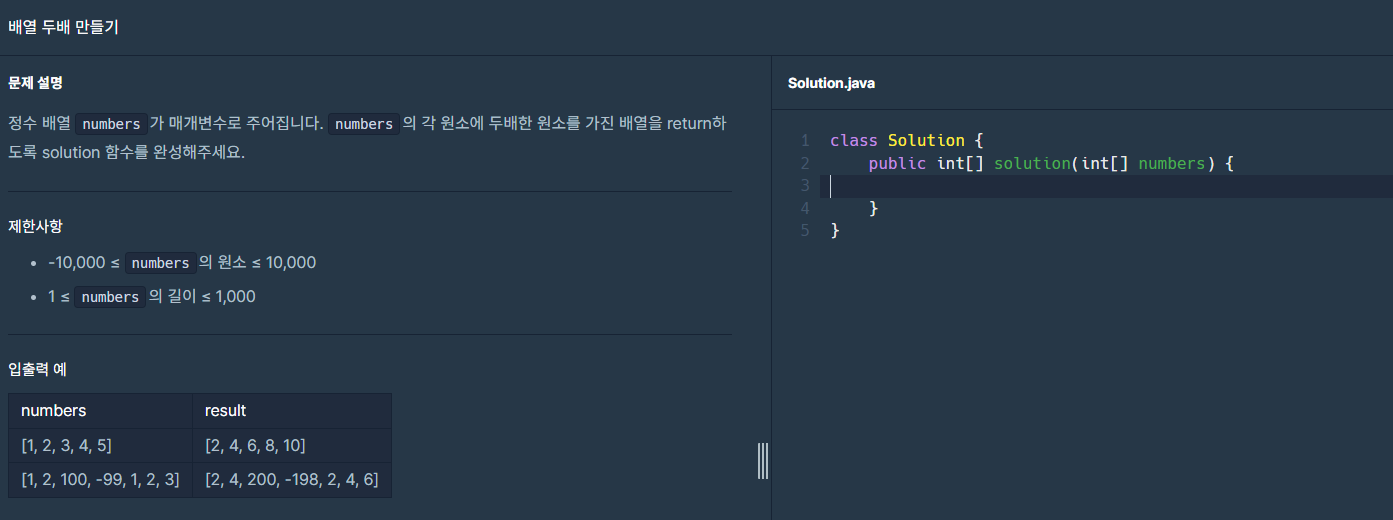 배열 두배 만들기
문제 설명
정수 배열 numbers가 매개변수로 주어집니다. numbers의 각 원소에 두배한 원소를 가진 배열을 return하
도록 solution 함수를 완성해주세요.
제한사항
• -10,000 ≤ numbers의 원소 ≤ 10,000
• 1 ≤ numbers의 길이 ≤ 1,000
입출력 예
numbers result
[1, 2, 3, 4, 5] [2, 4, 6, 8, 10]
[1, 2, 100, -99, 1, 2, 3] [2, 4, 200, -198, 2, 4, 6]
Solution.java
1 class Solution {
2     public int[] solution(int[] numbers) {
3
4     }
5 }